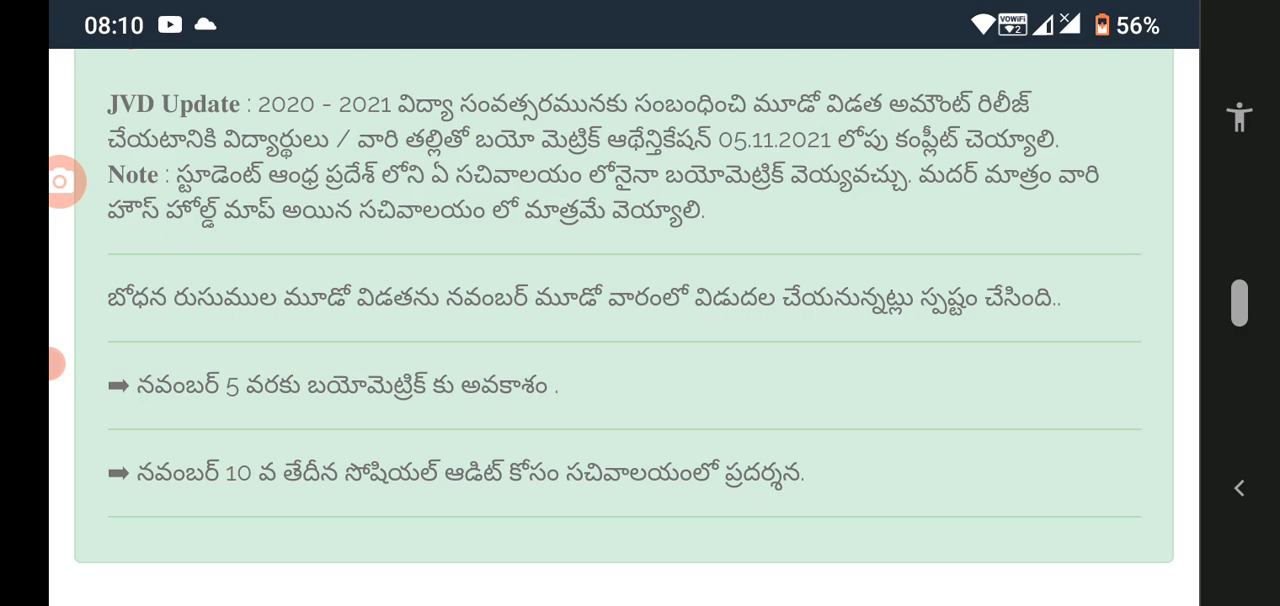 08:10
VOWiFi 2 56%
JVD Update : 2020 - 2021 విద్యా సంవత్సరమునకు సంబంధించి మూడో విడత అమౌంట్ రిలీజ్
చేయటానికి విద్యార్థులు / వారి తల్లితో బయో మెట్రిక్ ఆథేన్తికేషన్ 05.11.2021 లోపు కంప్లీట్ చెయ్యాలి.
Note : స్టూడెంట్ ఆంధ్ర ప్రదేశ్ లోని ఏ సచివాలయం లోనైనా బయోమెట్రిక్ వెయ్యవచ్చు. మదర్ మాత్రం వారి
హౌస్ హోల్డ్ మాప్ అయిన సచివాలయం లో మాత్రమే వెయ్యాలి.
బోధన రుసుముల మూడో విడతను నవంబర్ మూడో వారంలో విడుదల చేయనున్నట్లు స్పష్టం చేసింది..
➡ నవంబర్ 5 వరకు బయోమెట్రిక్ కు అవకాశం .
➡ నవంబర్ 10 వ తేదీన సోషియల్ ఆడిట్ కోసం సచివాలయంలో ప్రదర్శన.